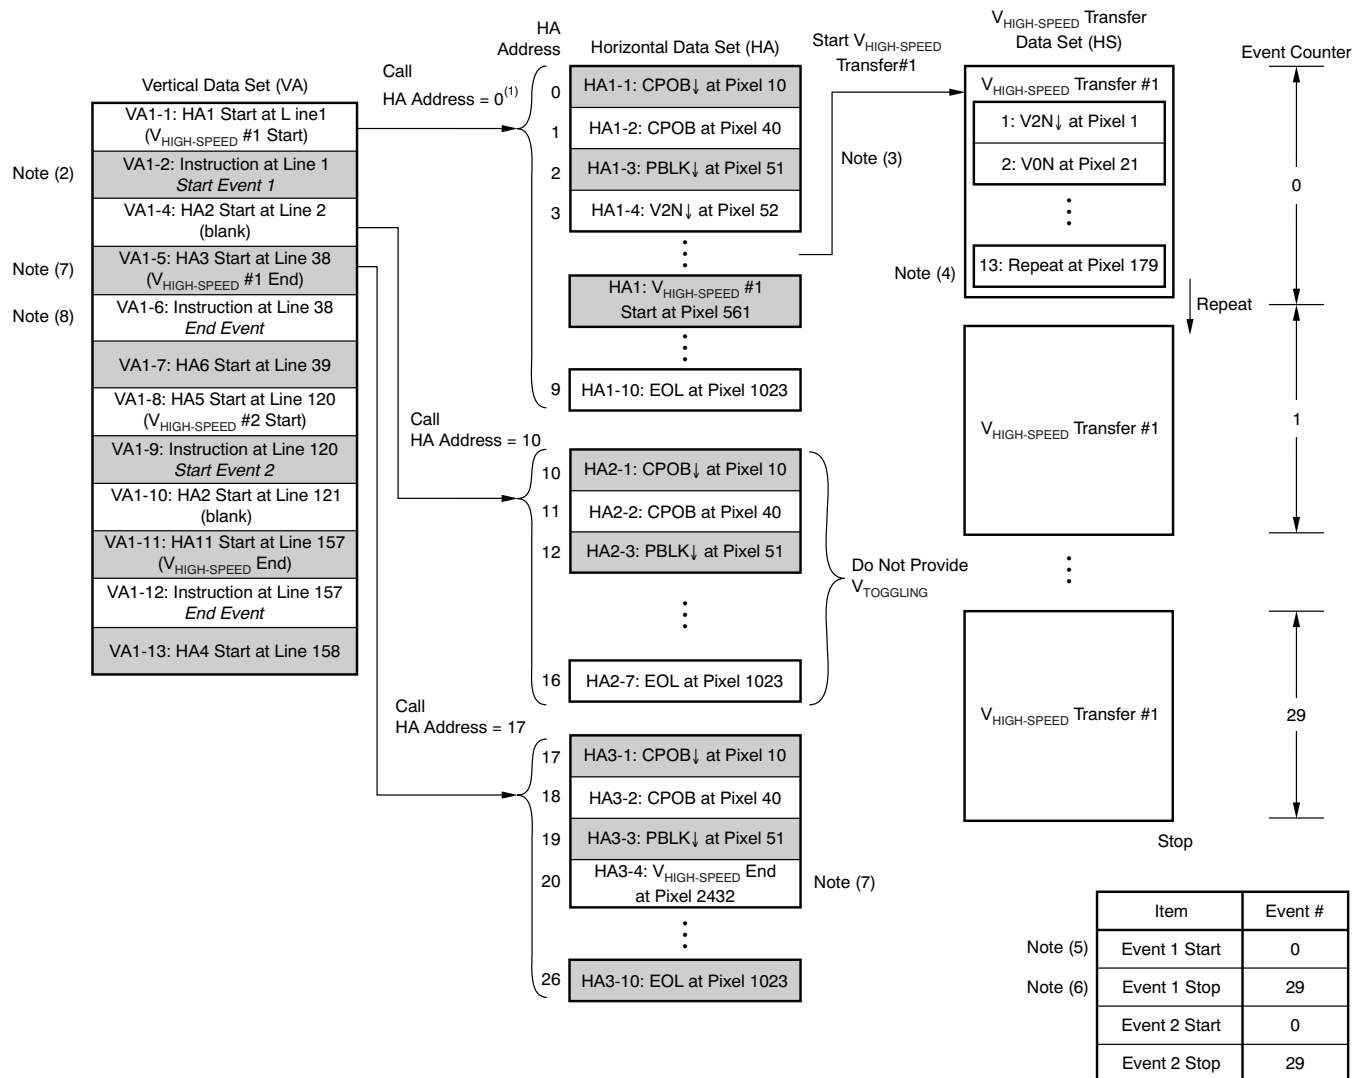 Vertical Data Set (VA)
VA1-1: HA1 Start at L ine1
(VHIGH-SPEED #1 Start)
Note (2)
VA1-2: Instruction at Line 1
Start Event 1
VA1-4: HA2 Start at Line 2
(blank)
Note (7)
VA1-5: HA3 Start at Line 38
(VHIGH-SPEED #1 End)
Note (8)
VA1-6: Instruction at Line 38
End Event
VA1-7: HA6 Start at Line 39
VA1-8: HA5 Start at Line 120
(VHIGH-SPEED #2 Start)
VA1-9: Instruction at Line 120
Start Event 2
VA1-10: HA2 Start at Line 121
(blank)
VA1-11: HA11 Start at Line 157
(VHIGH-SPEED End)
VA1-12: Instruction at Line 157
End Event
VA1-13: HA4 Start at Line 158
Call
HA Address = 0(1)
HA
Address
Horizontal Data Set (HA)
0 HA1-1: CPOB↓ at Pixel 10
1 HA1-2: CPOB at Pixel 40
2 HA1-3: PBLK↓ at Pixel 51
3 HA1-4: V2N↓ at Pixel 52
HA1: VHIGH-SPEED #1
Start at Pixel 561
9 HA1-10: EOL at Pixel 1023
Call
HA Address = 10
10 HA2-1: CPOB↓ at Pixel 10
11 HA2-2: CPOB at Pixel 40
12 HA2-3: PBLK↓ at Pixel 51
16 HA2-7: EOL at Pixel 1023
Do Not Provide
VTOGGLING
Call
HA Address = 17
17 HA3-1: CPOB↓ at Pixel 10
18 HA3-2: CPOB at Pixel 40
19 HA3-3: PBLK↓ at Pixel 51
20 HA3-4: VHIGH-SPEED End
at Pixel 2432
Note (7)
26 HA3-10: EOL at Pixel 1023
Start VHIGH-SPEED
Transfer#1
Note (3)
VHIGH-SPEED Transfer
Data Set (HS)
VHIGH-SPEED Transfer #1
1: V2N↓ at Pixel 1
2: V0N at Pixel 21
Note (4)
13: Repeat at Pixel 179
Repeat
VHIGH-SPEED Transfer #1
VHIGH-SPEED Transfer #1
Stop
Event Counter
0
1
29
Item Event #
Note (5) Event 1 Start 0
Note (6) Event 1 Stop 29
Event 2 Start 0
Event 2 Stop 29